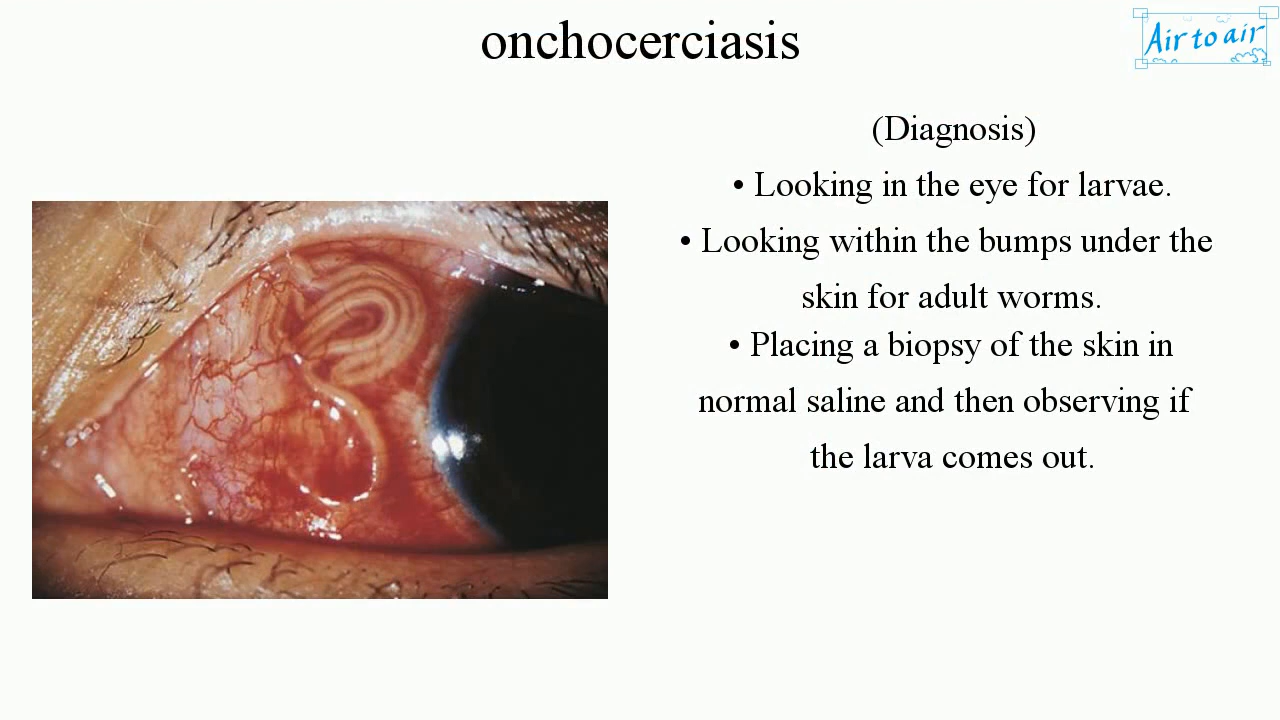 onchocerciasis
Air to air
(Diagnosis)
• Looking in the eye for larvae.
• Looking within the bumps under the
skin for adult worms.
• Placing a biopsy of the skin in
normal saline and then observing if
the larva comes out.